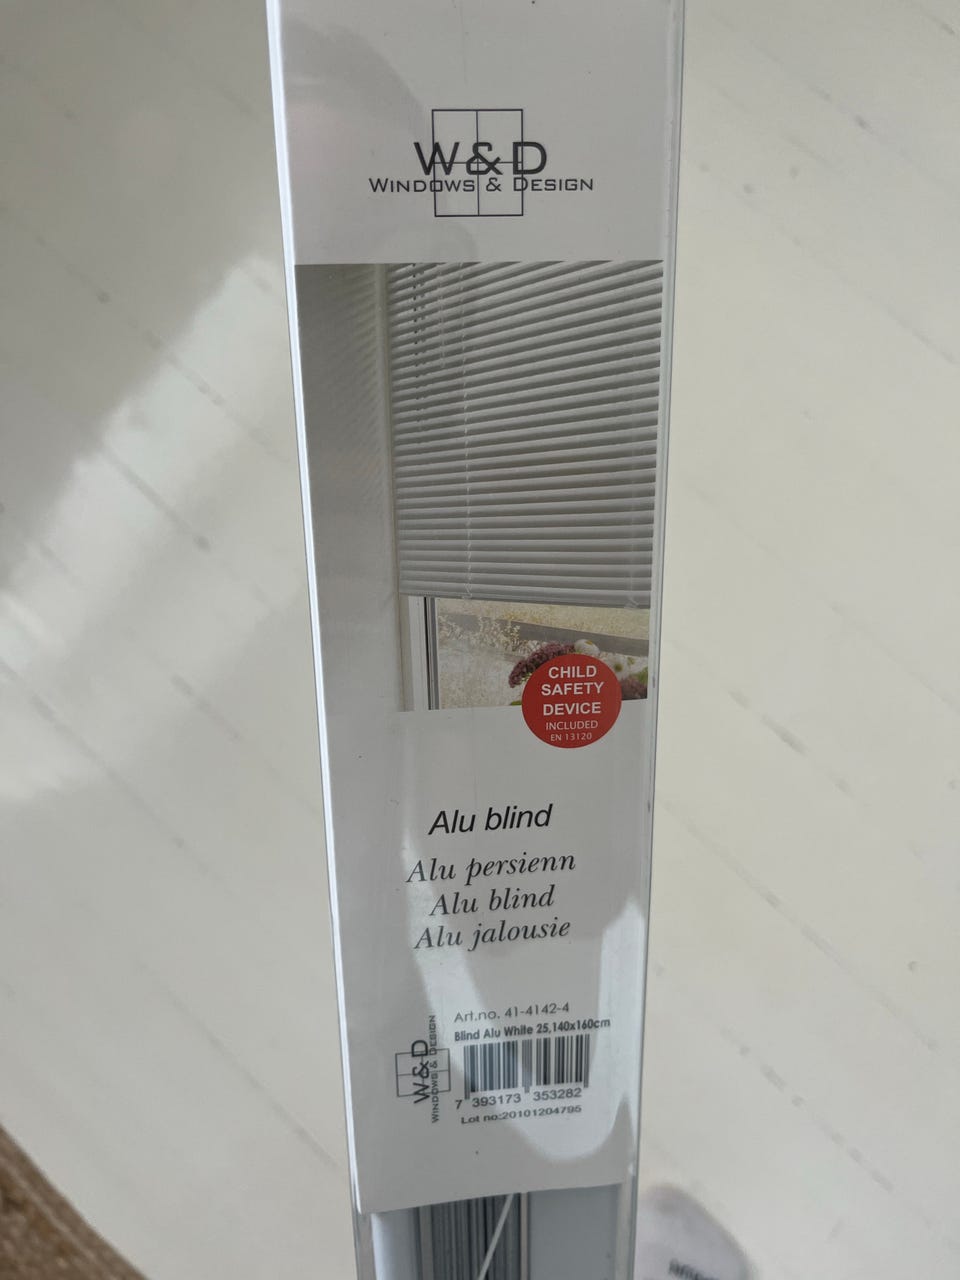 W&D
WINDOWS & DESIGN
CHILD
SAFETY
DEVICE
INCLUDED
EN 13120
Alu blind
Alu persienn
Alu blind
Alu jalousie
Art.no. 41-4142-4
Blind Alu White 25,140x160cm
W&D
WINDOWS & DESIGN
7 393173 353282
Lot no:20101204795